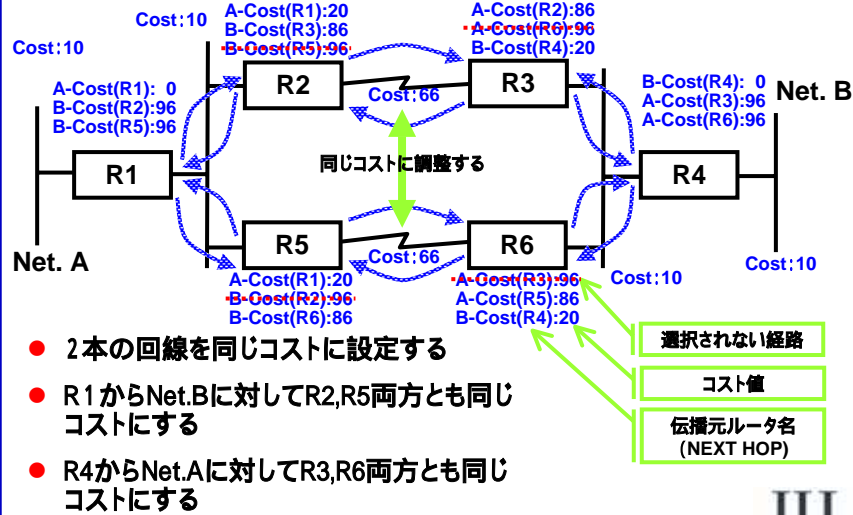 Cost:10
Cost:10
A-Cost(R1):20
B-Cost(R3):86
B-Cost(R5):96
A-Cost(R2):86
A-Cost(R6):96
B-Cost(R4):20
A-Cost(R1): 0
B-Cost(R2):96
B-Cost(R5):96
R2
Cost:66
R3
B-Cost(R4): 0
A-Cost(R3):96
A-Cost(R6):96
Net. B
R1
同じコストに調整する
R4
Net. A
R5
Cost:66
R6
A-Cost(R1):20
B-Cost(R2):96
B-Cost(R6):86
A-Cost(R3):96
A-Cost(R5):86
B-Cost(R4):20
Cost:10
Cost:10
選択されない経路
コスト値
伝播元ルータ名
(NEXT HOP)
● 2本の回線を同じコストに設定する
● R1からNet.Bに対してR2,R5両方とも同じ
コストにする
● R4からNet.Aに対してR3,R6両方とも同じ
コストにする